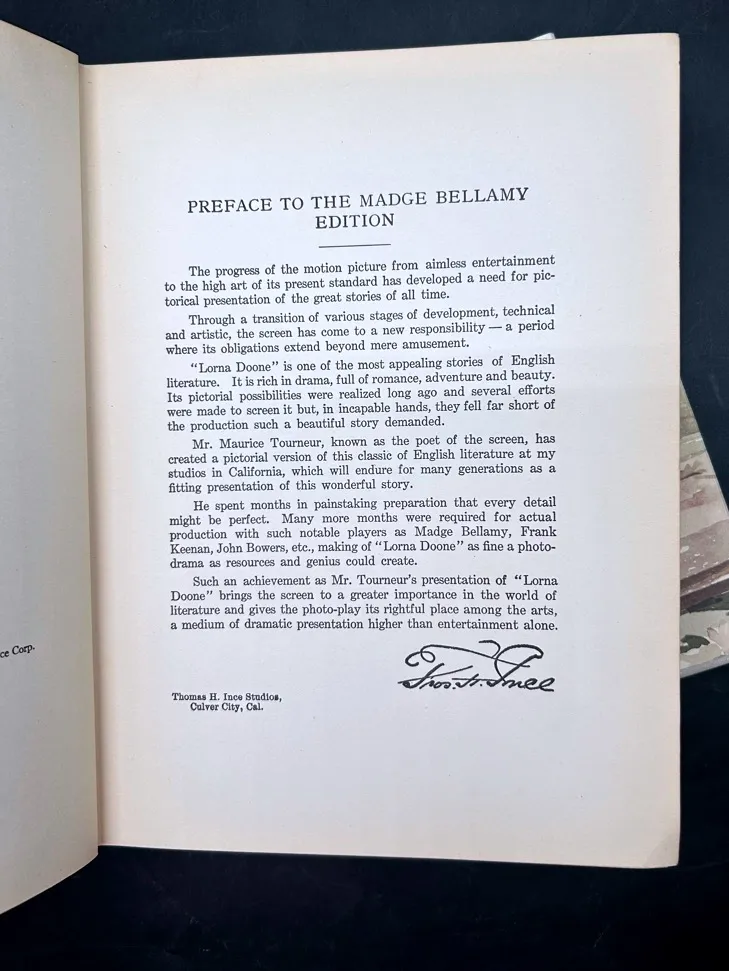 PREFACE TO THE MADGE BELLAMY
EDITION
The progress of the motion picture from aimless entertainment
to the high art of its present standard has developed a need for pic-
torical presentation of the great stories of all time.
Through a transition of various stages of development, technical
and artistic, the screen has come to a new responsibility — a period
where its obligations extend beyond mere amusement.
"Lorna Doone" is one of the most appealing stories of English
literature. It is rich in drama, full of romance, adventure and beauty.
Its pictorial possibilities were realized long ago and several efforts
were made to screen it but, in incapable hands, they fell far short of
the production such a beautiful story demanded.
Mr. Maurice Tourneur, known as the poet of the screen, has
created a pictorial version of this classic of English literature at my
studios in California, which will endure for many generations as a
fitting presentation of this wonderful story.
He spent months in painstaking preparation that every detail
might be perfect. Many more months were required for actual
production with such notable players as Madge Bellamy, Frank
Keenan, John Bowers, etc., making of "Lorna Doone" as fine a photo-
drama as resources and genius could create.
Such an achievement as Mr. Tourneur's presentation of "Lorna
Doone" brings the screen to a greater importance in the world of
literature and gives the photo-play its rightful place among the arts,
a medium of dramatic presentation higher than entertainment alone.
Thos. H. Ince
Thomas H. Ince Studios,
Culver City, Cal.
ce Corp.